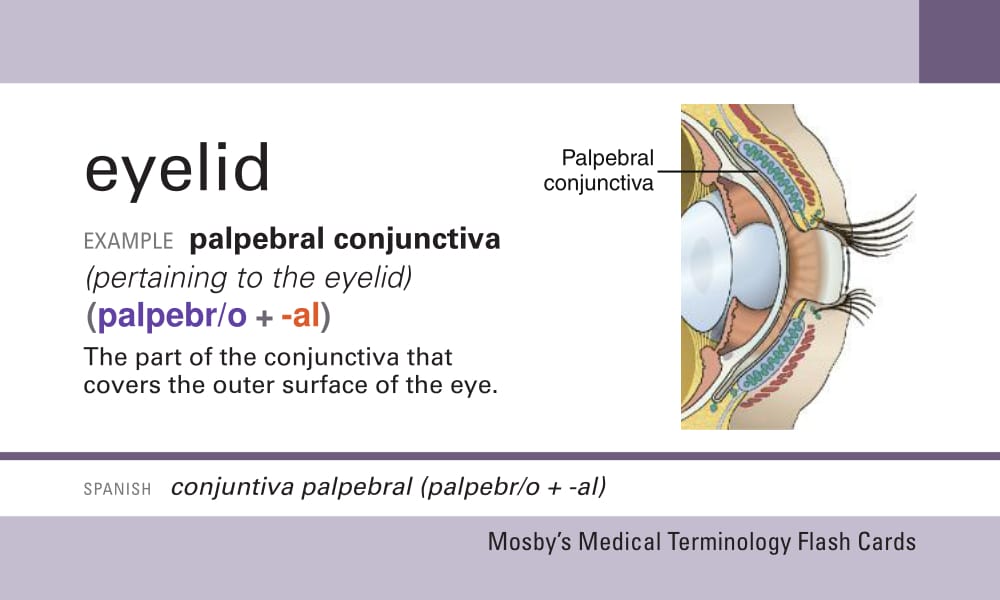 eyelid
EXAMPLE palpebral conjunctiva
(pertaining to the eyelid)
(palpebr/o + -al)
The part of the conjunctiva that
covers the outer surface of the eye.
Palpebral
conjunctiva
SPANISH conjuntiva palpebral (palpebr/o + -al)
Mosby's Medical Terminology Flash Cards